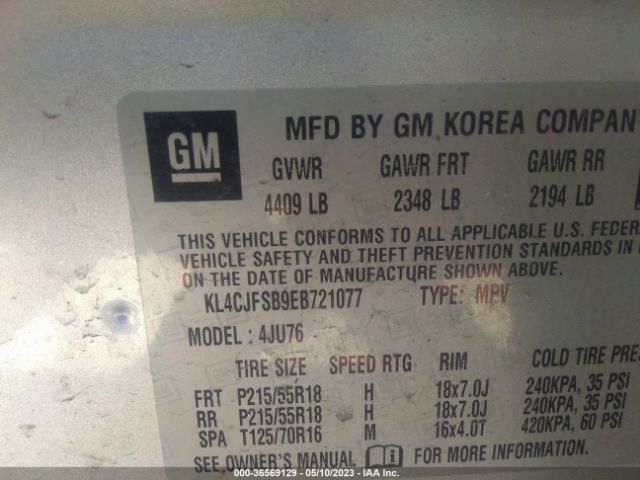 GM
MFD BY GM KOREA COMPANY
GVWR GAWR FRT GAWR RR
4409 LB 2348 LB 2194 LB
THIS VEHICLE CONFORMS TO ALL APPLICABLE U.S. FEDER
VEHICLE SAFETY AND THEFT PREVENTION STANDARDS IN
ON THE DATE OF MANUFACTURE SHOWN ABOVE.
KL4CJFSB9EB721077 TYPE: MPV
MODEL : 4JU76
TIRE SIZE SPEED RTG RIM COLD TIRE PRE
FRT P215/55R18 H 18x7.0J 240KPA, 35 PSI
RR P215/55R18 H 18x7.0J 240KPA, 35 PSI
SPA T125/70R16 M 16x4.0T 420KPA, 60 PSI
SEE OWNER'S MANUAL FOR MORE INFORMATION.
000-36569129 - 05/10/2023 - IAA Inc.